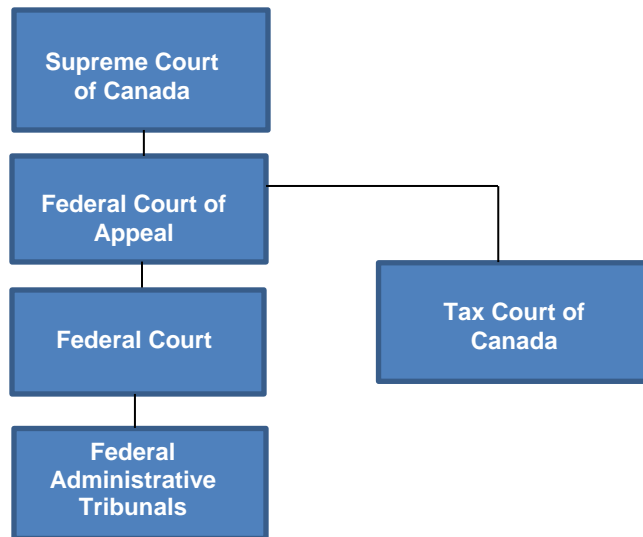 Supreme Court
of Canada
Federal Court of
Appeal
Federal Court
Tax Court of
Canada
Federal
Administrative
Tribunals